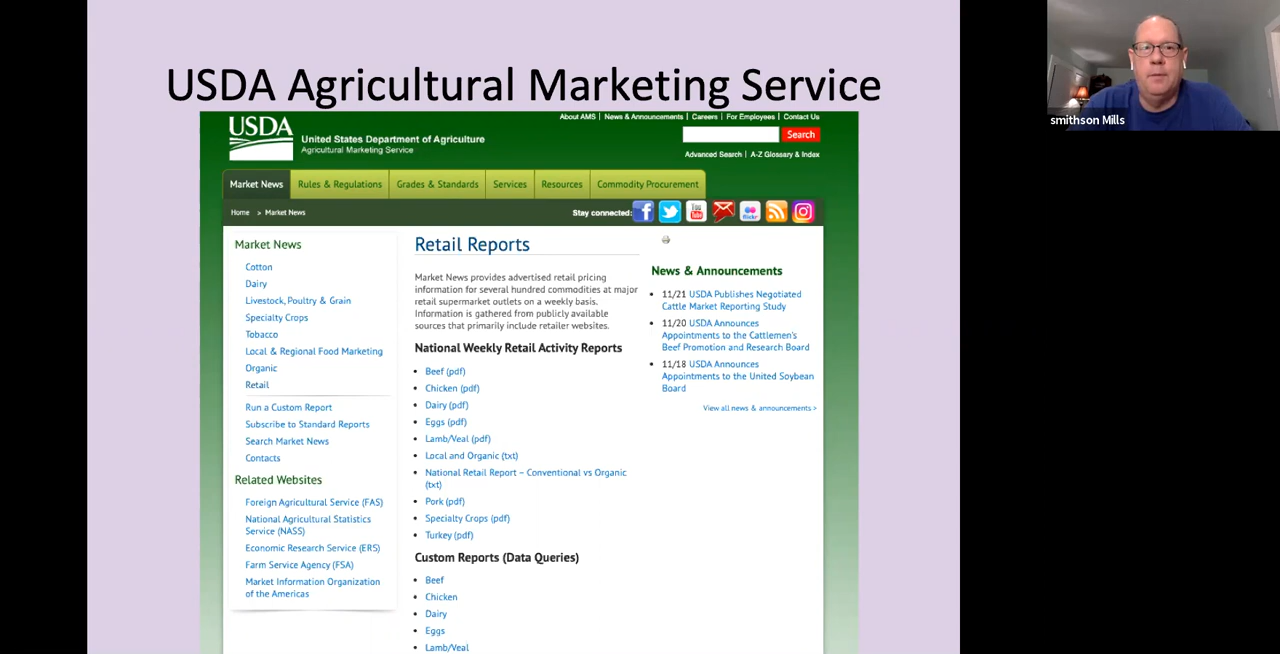 USDA Agricultural Marketing Service
About AMS | News & Announcements | Careers | For Employees | Contact Us
USDA
United States Department of Agriculture
Agricultural Marketing Service
Search
Advanced Search | A-Z Glossary & Index
Market News
Rules & Regulations
Grades & Standards
Services
Resources
Commodity Procurement
Home > Market News
Stay connected:
You
Tube
flickr
Market News
Cotton
Dairy
Livestock, Poultry & Grain
Specialty Crops
Tobacco
Local & Regional Food Marketing
Organic
Retail
Run a Custom Report
Subscribe to Standard Reports
Search Market News
Contacts
Related Websites
Foreign Agricultural Service (FAS)
National Agricultural Statistics
Service (NASS)
Economic Research Service (ERS)
Farm Service Agency (FSA)
Market Information Organization
of the Americas
Retail Reports
Market News provides advertised retail pricing
information for several hundred commodities at major
retail supermarket outlets on a weekly basis.
Information is gathered from publicly available
sources that primarily include retailer websites.
National Weekly Retail Activity Reports
• Beef (pdf)
• Chicken (pdf)
• Dairy (pdf)
• Eggs (pdf)
• Lamb/Veal (pdf)
• Local and Organic (txt)
• National Retail Report – Conventional vs Organic
(txt)
• Pork (pdf)
• Specialty Crops (pdf)
• Turkey (pdf)
Custom Reports (Data Queries)
• Beef
• Chicken
• Dairy
• Eggs
• Lamb/Veal
News & Announcements
• 11/21 USDA Publishes Negotiated
Cattle Market Reporting Study
• 11/20 USDA Announces
Appointments to the Cattlemen's
Beef Promotion and Research Board
• 11/18 USDA Announces
Appointments to the United Soybean
Board
View all news & announcements >
smithson Mills